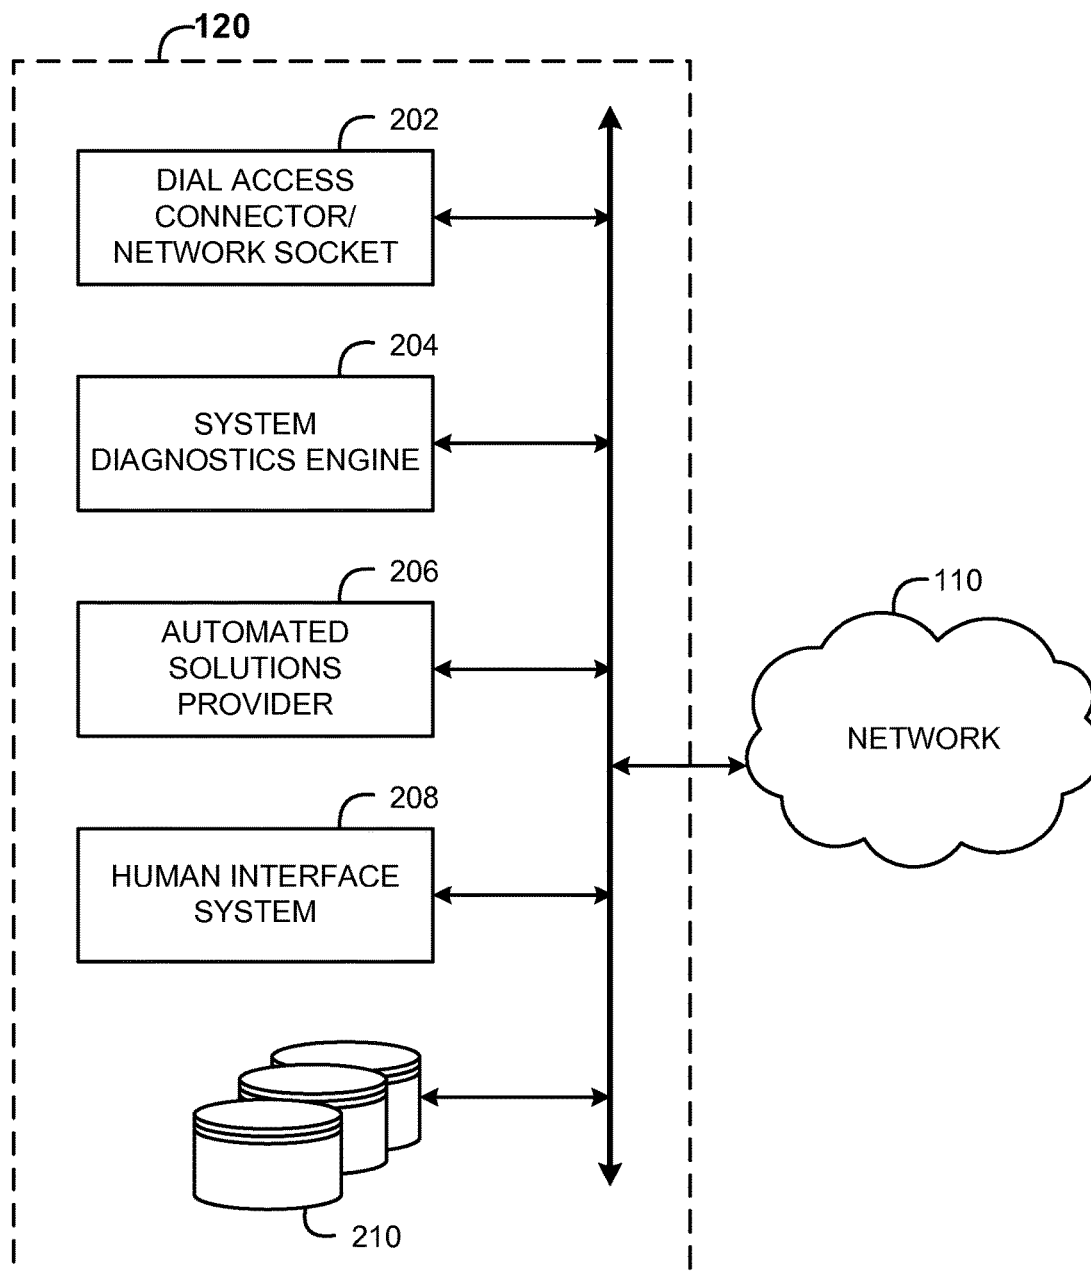 120
202
DIAL ACCESS
CONNECTOR/
NETWORK SOCKET
204
SYSTEM
DIAGNOSTICS ENGINE
206
AUTOMATED
SOLUTIONS
PROVIDER
110
NETWORK
208
HUMAN INTERFACE
SYSTEM
210